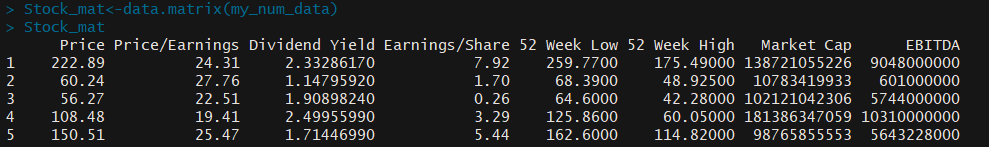 > Stock_mat<-data.matrix(my_num_data)
> Stock_mat
Price Price/Earnings Dividend Yield Earnings/Share 52 Week Low 52 Week High Market Cap EBITDA
1 222.89 24.31 2.33286170 7.92 259.7700 175.49000 138721055226 9048000000
2 60.24 27.76 1.14795920 1.70 68.3900 48.92500 10783419933 601000000
3 56.27 22.51 1.90898240 0.26 64.6000 42.28000 102121042306 5744000000
4 108.48 19.41 2.49955990 3.29 125.8600 60.05000 181386347059 10310000000
5 150.51 25.47 1.71446990 5.44 162.6000 114.82000 98765855553 5643228000